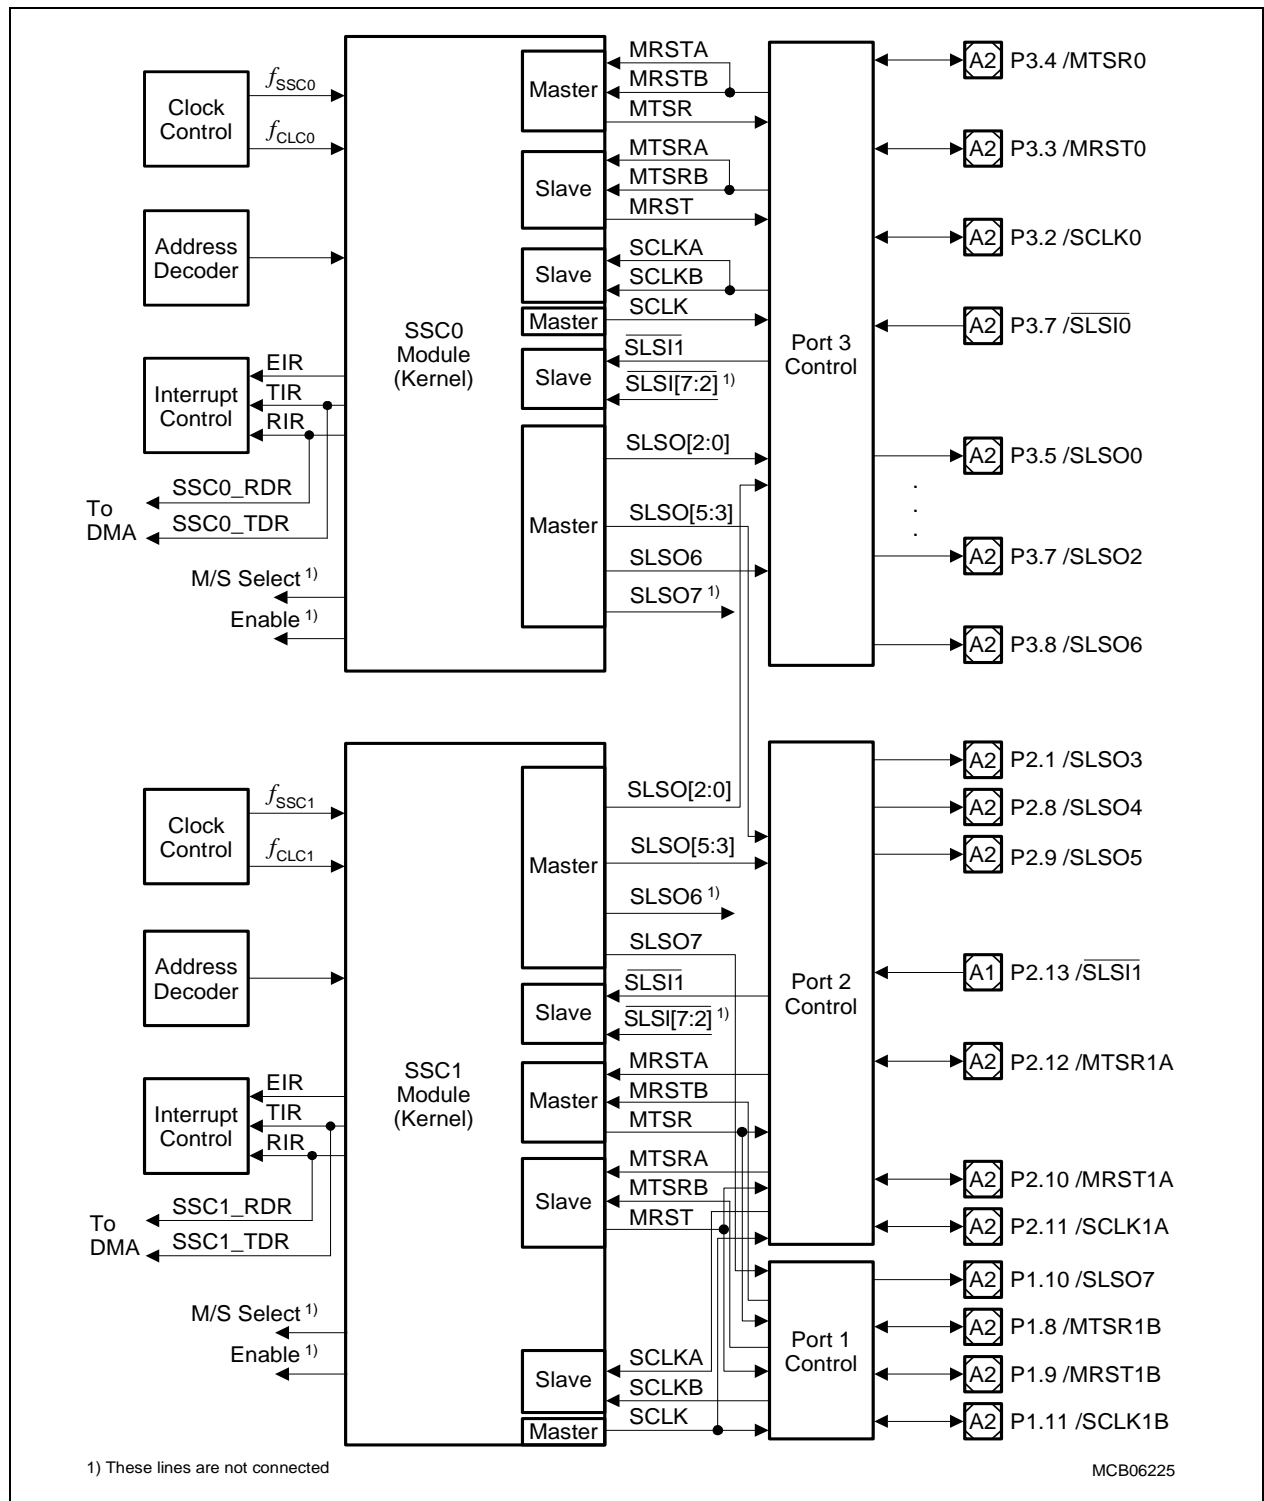 MRSTA
MRSTB
MTSR
Master
f SSC0
Clock
Control
f CLC0
P3.4 /MTSR0
A2
MTSRA
MTSRB
MRST
Slave
A2
P3.3 /MRST0
Address
Decoder
SCLKA
SCLKB
Slave
SCLK
Master
A2
P3.2 /SCLK0
SSC0
Module
(Kernel)
SLSI1
SLSI[7:2] 1)
Slave
Port 3
Control
A2
P3.7 /SLSI0
Interrupt
Control
EIR
TIR
RIR
SLSO[2:0]
A2
P3.5 /SLSO0
.
.
.
To
DMA
SSC0_RDR
SSC0_TDR
SLSO[5:3]
Master
SLSO6
SLSO7 1)
A2
P3.7 /SLSO2
M/S Select 1)
Enable 1)
A2
P3.8 /SLSO6
Clock
Control
f SSC1
f CLC1
SLSO[2:0]
Master
SLSO[5:3]
SLSO6 1)
SLSO7
A2
P2.1 /SLSO3
A2
P2.8 /SLSO4
A2
P2.9 /SLSO5
Address
Decoder
SLSI1
SLSI[7:2] 1)
Slave
Port 2
Control
A1
P2.13 /SLSI1
SSC1
Module
(Kernel)
MRSTA
MRSTB
MTSR
Master
A2
P2.12 /MTSR1A
Interrupt
Control
EIR
TIR
RIR
MTSRA
MTSRB
MRST
Slave
A2
P2.10 /MRST1A
A2
P2.11 /SCLK1A
To
DMA
SSC1_RDR
SSC1_TDR
A2
P1.10 /SLSO7
M/S Select 1)
Enable 1)
Port 1
Control
A2
P1.8 /MTSR1B
SCLKA
SCLKB
Slave
SCLK
Master
A2
P1.9 /MRST1B
A2
P1.11 /SCLK1B
1) These lines are not connected
MCB06225